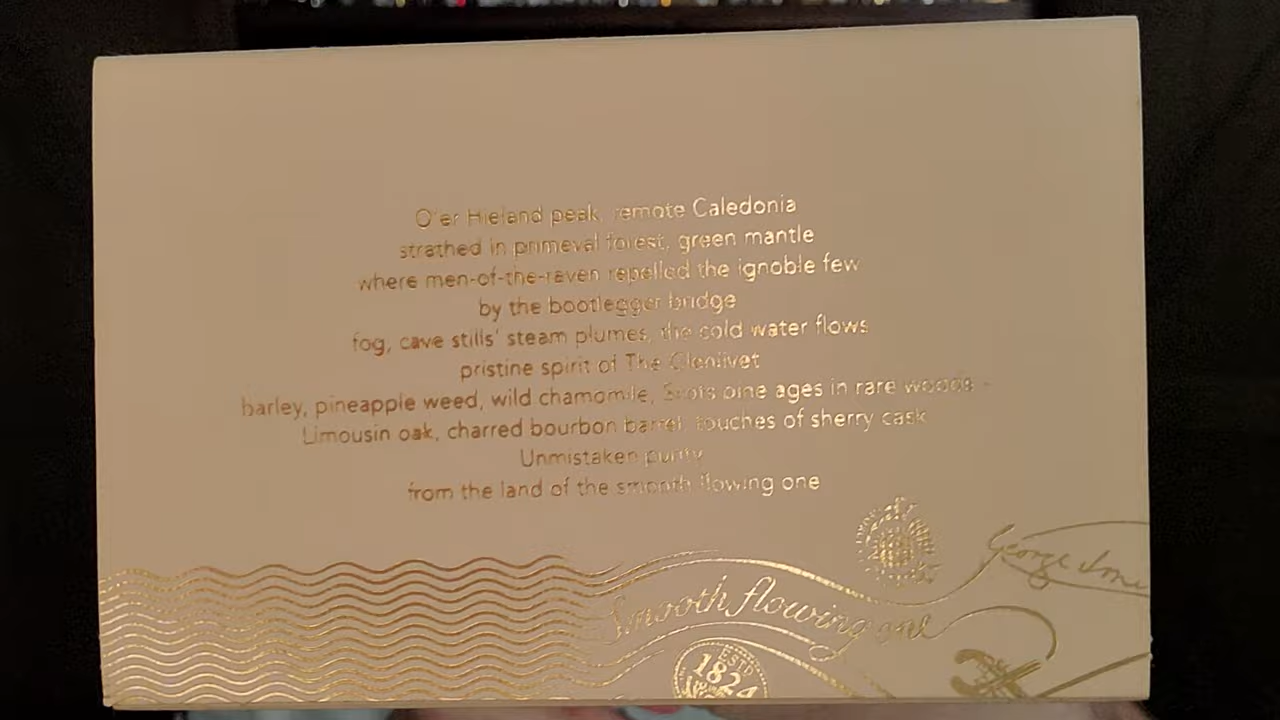 O'er Hieland peak, remote Caledonia
strathed in primeval forest, green mantle
where men-of-the-raven repelled the ignoble few
by the bootlegger bridge
fog, cave stills' steam plumes, the cold water flows
pristine spirit of The Glenlivet
barley, pineapple weed, wild chamomile, Scots pine ages in rare woods -
Limousin oak, charred bourbon barrel, touches of sherry cask
Unmistaken purity
from the land of the smooth flowing one
George
Smooth flowing one
ESTD
1824